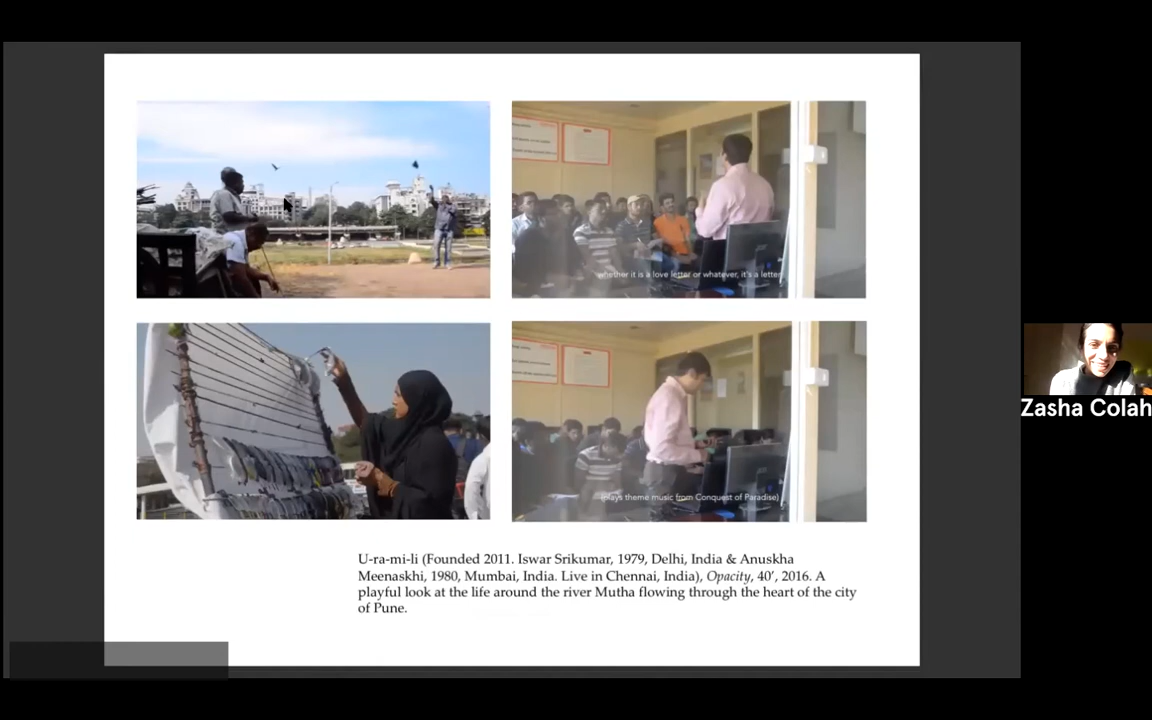 whether it is a love letter or whatever, it's a letter
(plays theme music from Conquest of Paradise)
Zasha Colah
U-ra-mi-li (Founded 2011. Iswar Srikumar, 1979, Delhi, India & Anuskha
Meenaskhi, 1980, Mumbai, India. Live in Chennai, India), Opacity, 40’, 2016. A
playful look at the life around the river Mutha flowing through the heart of the city
of Pune.